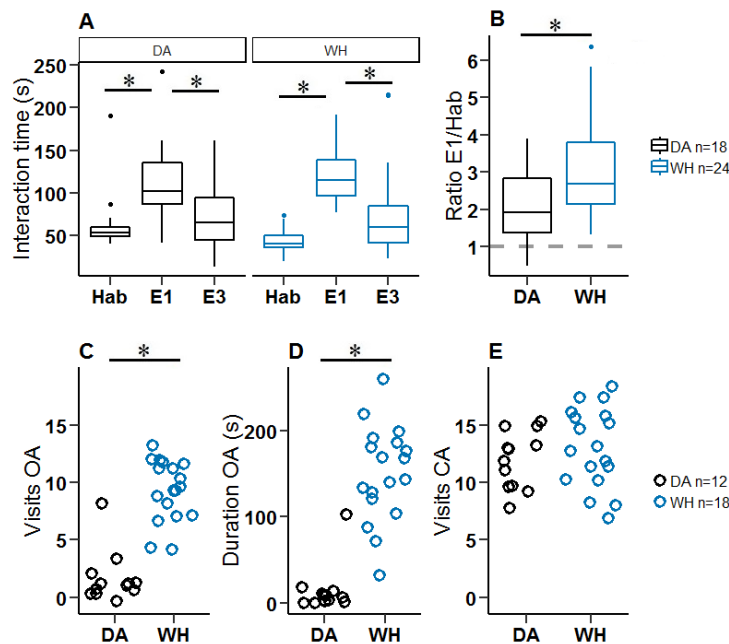 A
DA
WH
Interaction time (s)
250
200
150
100
50
* * * *
Hab E1 E3 Hab E1 E3
B
*
Ratio E1/Hab
6
5
4
3
2
1
DA WH
DA n=18
WH n=24
C
*
Visits OA
15
10
5
0
DA WH
D
*
Duration OA (s)
200
100
0
DA WH
E
Visits CA
15
10
5
0
DA WH
DA n=12
WH n=18